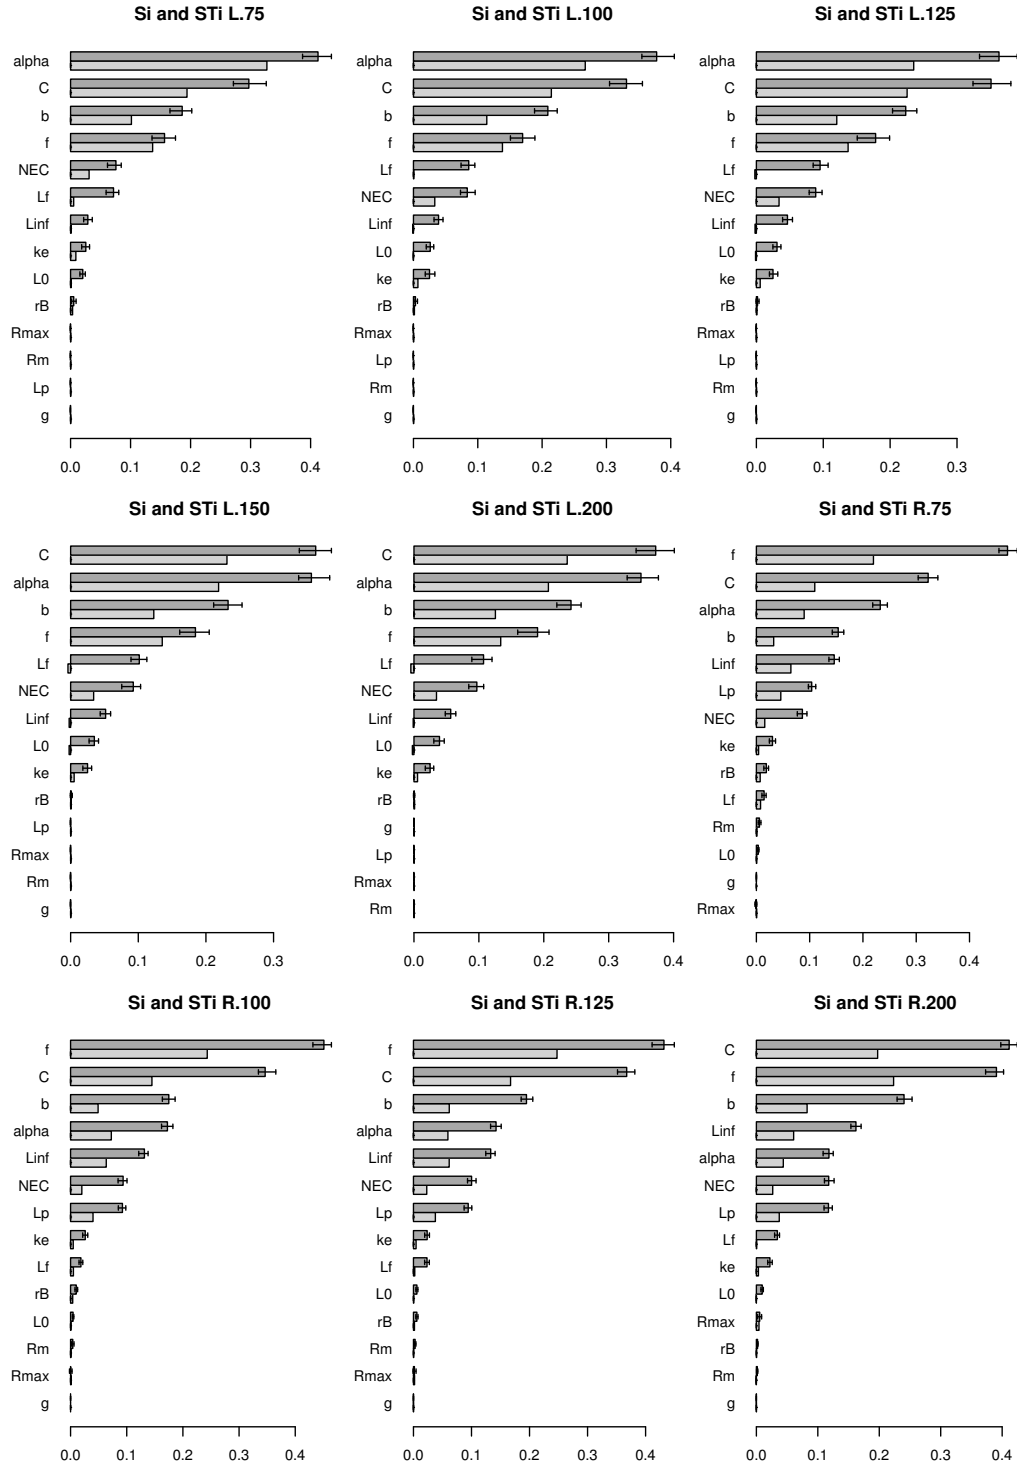 Si and STi L.75
alpha
C
b
f
NEC
Lf
Linf
ke
L0
rB
Rmax
Rm
Lp
g
0.0 0.1 0.2 0.3 0.4
Si and STi L.100
alpha
C
b
f
Lf
NEC
Linf
L0
ke
rB
Rmax
Lp
Rm
g
0.0 0.1 0.2 0.3 0.4
Si and STi L.125
alpha
C
b
f
Lf
NEC
Linf
L0
ke
rB
Rmax
Lp
Rm
g
0.0 0.1 0.2 0.3
Si and STi L.150
C
alpha
b
f
Lf
NEC
Linf
L0
ke
rB
Lp
Rmax
Rm
g
0.0 0.1 0.2 0.3
Si and STi L.200
C
alpha
b
f
Lf
NEC
Linf
L0
ke
rB
g
Lp
Rmax
Rm
0.0 0.1 0.2 0.3 0.4
Si and STi R.75
f
C
alpha
b
Linf
Lp
NEC
ke
rB
Lf
Rm
L0
g
Rmax
0.0 0.1 0.2 0.3 0.4
Si and STi R.100
f
C
b
alpha
Linf
NEC
Lp
ke
Lf
rB
L0
Rm
Rmax
g
0.0 0.1 0.2 0.3 0.4
Si and STi R.125
f
C
b
alpha
Linf
NEC
Lp
ke
Lf
L0
rB
Rm
Rmax
g
0.0 0.1 0.2 0.3 0.4
Si and STi R.200
C
f
b
Linf
alpha
NEC
Lp
Lf
ke
L0
Rmax
rB
Rm
g
0.0 0.1 0.2 0.3 0.4